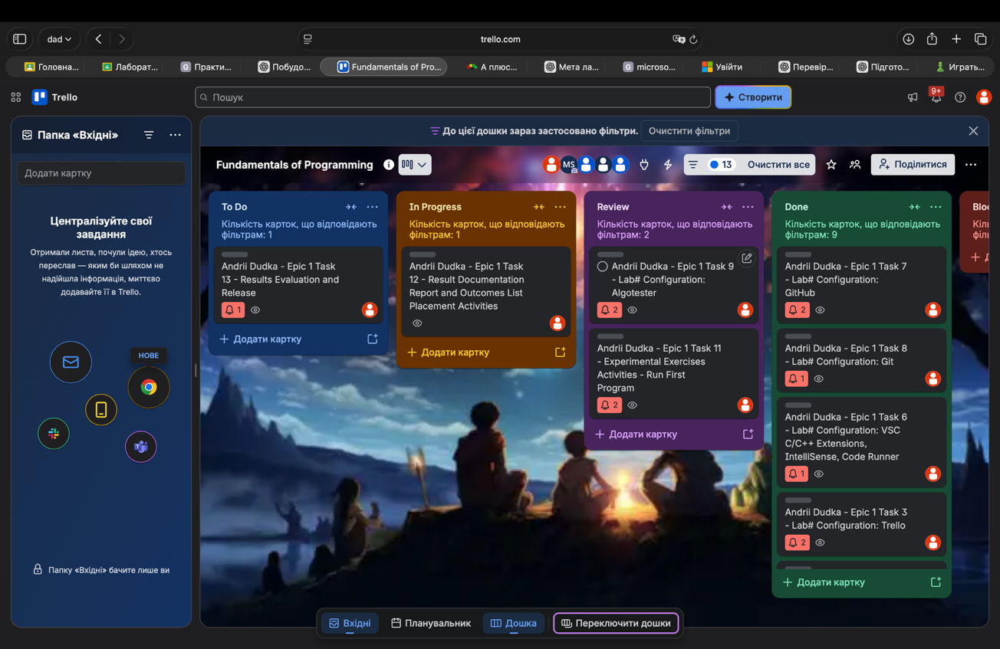 dad
trello.com
Головна...
Лаборат...
Практи...
Побудо...
Fundamentals of Pro...
А плюс...
Мета ла...
microso...
Увійти
Перевір...
Підгото...
Играть...
Trello
Пошук
Створити
9+
Папка «Вхідні»
Додати картку
Централізуйте свої
завдання
Отримали листа, почули ідею, хтось
переслав — яким би шляхом не
надійшла інформація, миттєво
додавайте її в Trello.
НОВЕ
Папку «Вхідні» бачите лише ви
До цієї дошки зараз застосовано фільтри.
Очистити фільтри
Fundamentals of Programming
MS
13
Очистити все
Поділитися
To Do
Кількість карток, що відповідають
фільтрам: 1
Andrii Dudka - Epic 1 Task
13 - Results Evaluation and
Release
1
Додати картку
In Progress
Кількість карток, що відповідають
фільтрам: 1
Andrii Dudka - Epic 1 Task
12 - Result Documentation
Report and Outcomes List
Placement Activities
Додати картку
Review
Кількість карток, що відповідають
фільтрам: 2
Andrii Dudka - Epic 1 Task 9
- Lab# Configuration:
Algotester
2
Andrii Dudka - Epic 1 Task 11
- Experimental Exercises
Activities - Run First
Program
2
Додати картку
Done
Кількість карток, що відповідають
фільтрам: 9
Andrii Dudka - Epic 1 Task 7
- Lab# Configuration:
GitHub
2
Andrii Dudka - Epic 1 Task 8
- Lab# Configuration: Git
1
Andrii Dudka - Epic 1 Task 6
- Lab# Configuration: VSC
C/C++ Extensions,
IntelliSense, Code Runner
1
Andrii Dudka - Epic 1 Task 3
- Lab# Configuration: Trello
2
Додати картку
Вхідні
Планувальник
Дошка
Переключити дошки